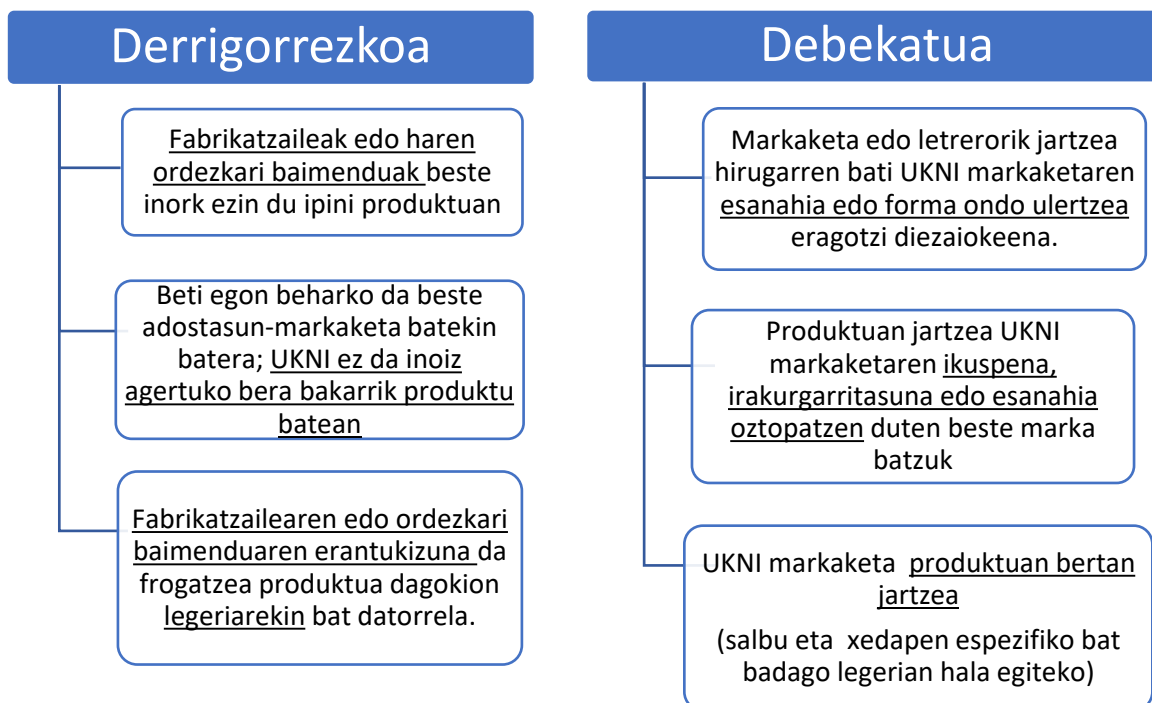 Derrigorrezkoa
Fabrikatzaileak edo haren
ordezkari baimenduak beste
inork ezin du ipini produktuan
Beti egon beharko da beste
adostasun-markaketa batekin
batera; UKNI ez da inoiz
agertuko bera bakarrik produktu
batean
Fabrikatzailearen edo ordezkari
baimenduaren erantukizuna da
frogatzea produktua dagokion
legeriarekin bat datorrela.
Debekatua
Markaketa edo letrerorik jartzea
hirugarren bati UKNI markaketaren
esanahia edo forma ondo ulertzea
eragotzi diezaiokeena.
Produktuan jartzea UKNI
markaketaren ikuspena,
irakurgarritasuna edo esanahia
oztopatzen duten beste marka
batzuk
UKNI markaketa produktuan bertan
jartzea
(salbu eta xedapen espezifiko bat
badago legerian hala egiteko)